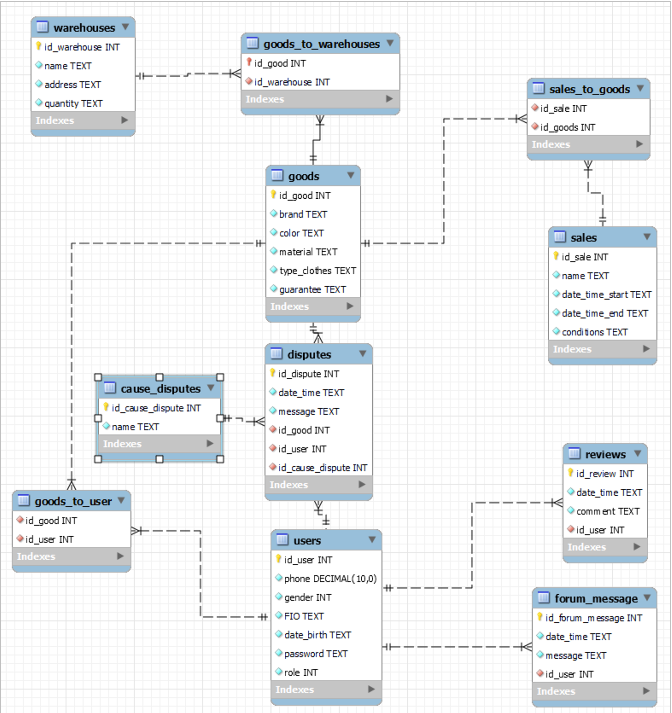 warehouses
id_warehouse INT
name TEXT
address TEXT
quantity TEXT
Indexes
goods_to_warehouses
id_good INT
id_warehouse INT
Indexes
sales_to_goods
id_sale INT
id_goods INT
Indexes
goods
id_good INT
brand TEXT
color TEXT
material TEXT
type_clothes TEXT
guarantee TEXT
Indexes
sales
id_sale INT
name TEXT
date_time_start TEXT
date_time_end TEXT
conditions TEXT
Indexes
disputes
id_dispute INT
date_time TEXT
message TEXT
id_good INT
id_user INT
id_cause_dispute INT
Indexes
cause_disputes
id_cause_dispute INT
name TEXT
Indexes
reviews
id_review INT
date_time TEXT
comment TEXT
id_user INT
Indexes
goods_to_user
id_good INT
id_user INT
Indexes
users
id_user INT
phone DECIMAL(10,0)
gender INT
FIO TEXT
date_birth TEXT
password TEXT
role INT
Indexes
forum_message
id_forum_message INT
date_time TEXT
message TEXT
id_user INT
Indexes